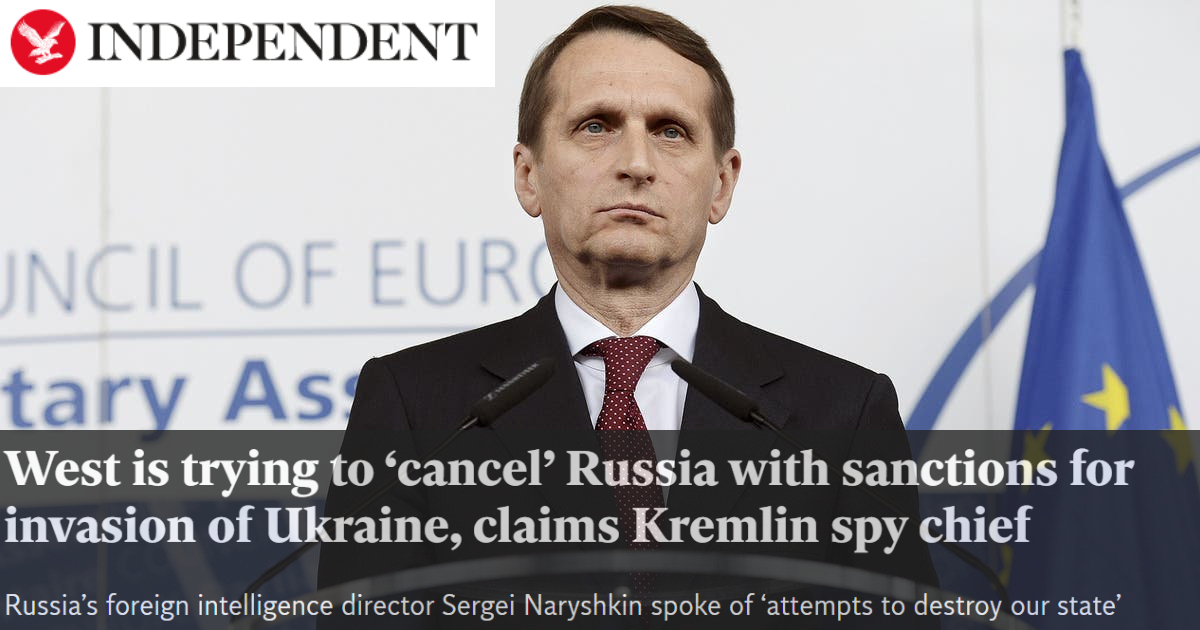 INDEPENDENT
UNCIL OF EURO
tary Ass
West is trying to ‘cancel’ Russia with sanctions for
invasion of Ukraine, claims Kremlin spy chief
Russia’s foreign intelligence director Sergei Naryshkin spoke of ‘attempts to destroy our state’